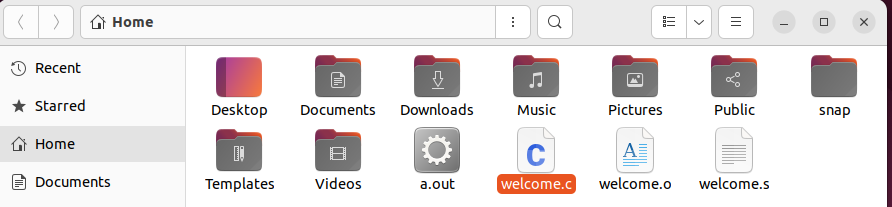 Home
Recent
Starred
Home
Documents
Desktop Documents Downloads Music Pictures Public snap
Templates Videos a.out welcome.c welcome.o welcome.s